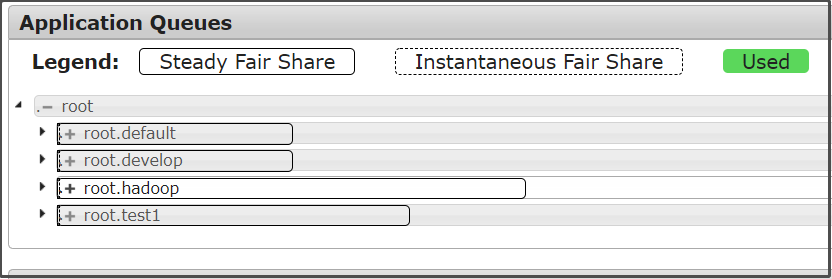 Application Queues
Legend: Steady Fair Share Instantaneous Fair Share Used
.− root
+ root.default
+ root.develop
+ root.hadoop
+ root.test1